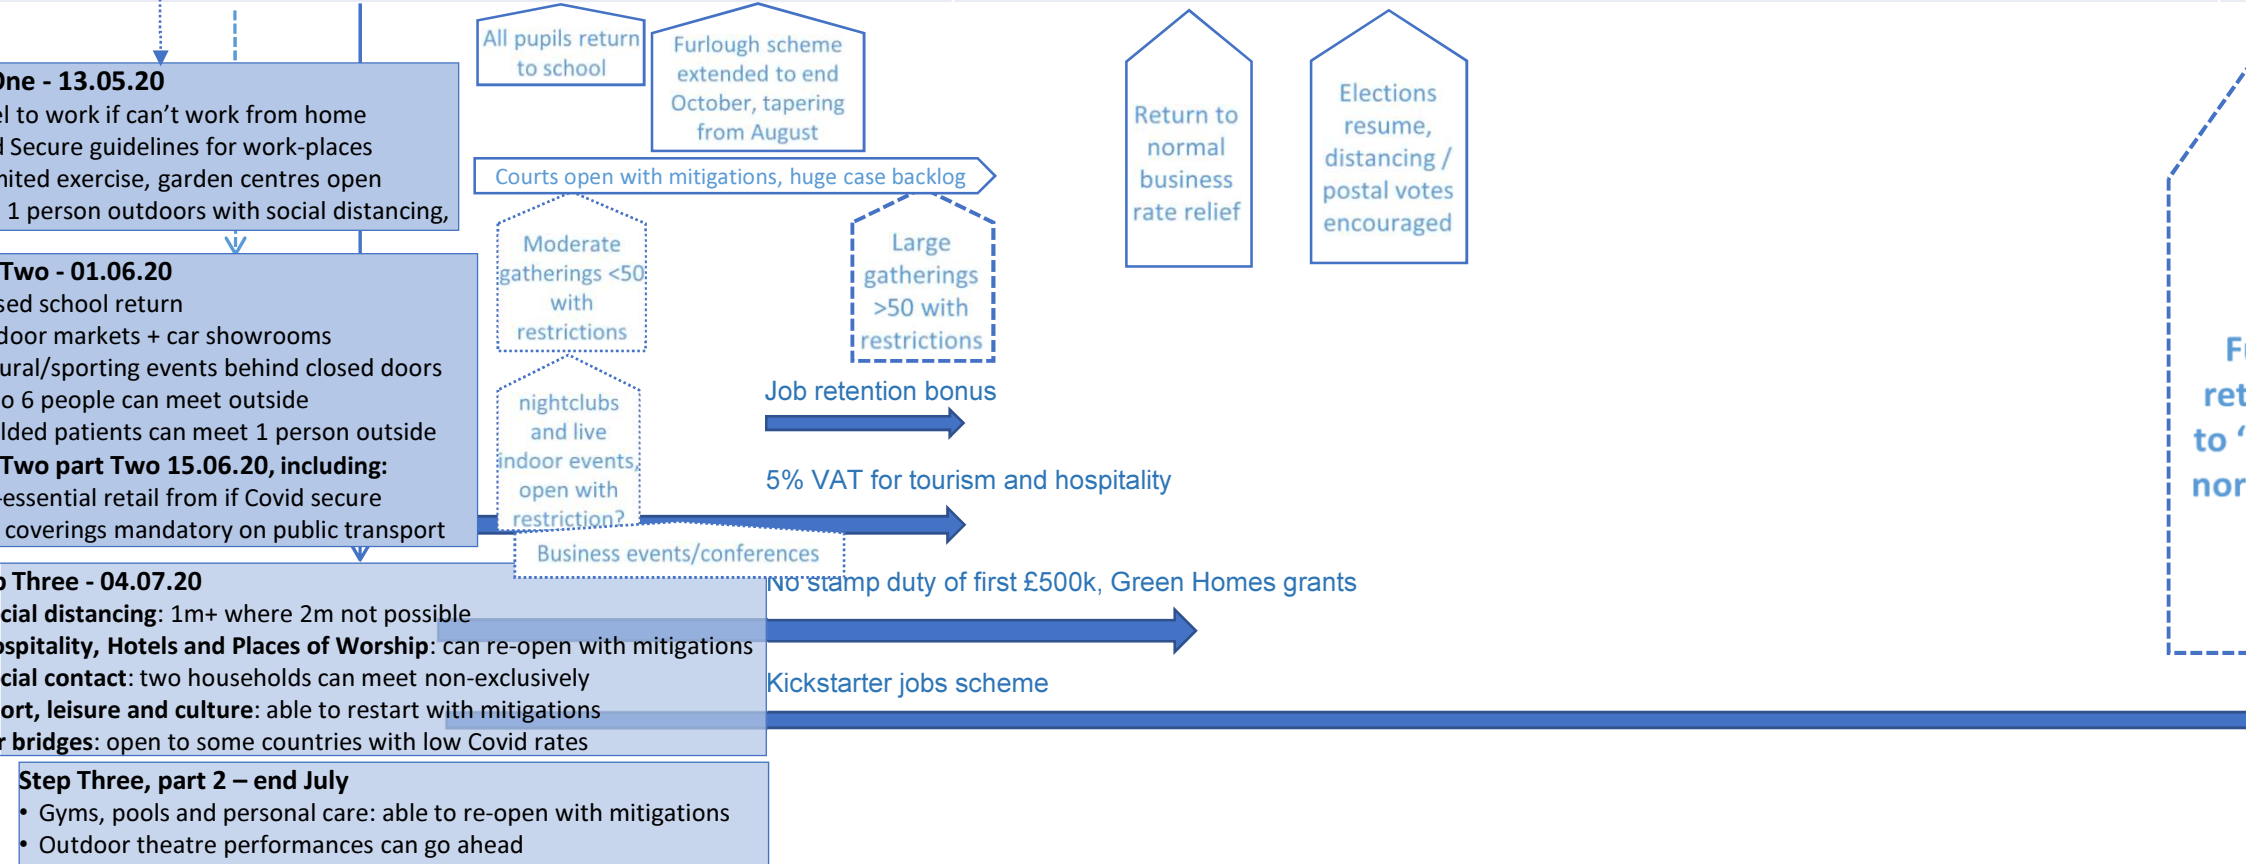 One - 13.05.20
to work if can't work from home
Secure guidelines for work-places
exercise, garden centres open
1 person outdoors with social distancing,
Two - 01.06.20
school return
markets + car showrooms
events behind closed doors
6 people can meet outside
patients can meet 1 person outside
Two part Two 15.06.20, including:
-essential retail from if Covid secure
coverings mandatory on public transport
Three - 04.07.20
cial distancing: 1m+ where 2m not possible
ospitality, Hotels and Places of Worship: can re-open with mitigations
cial contact: two households can meet non-exclusively
ort, leisure and culture: able to restart with mitigations
bridges: open to some countries with low Covid rates
Step Three, part 2 – end July
• Gyms, pools and personal care: able to re-open with mitigations
• Outdoor theatre performances can go ahead
All pupils return
to school
Furlough scheme
extended to end
October, tapering
from August
Courts open with mitigations, huge case backlog
Moderate
gatherings <50
with
restrictions
Large
gatherings
>50 with
restrictions
nightclubs
and live
indoor events,
open with
restriction?
Business events/conferences
Job retention bonus
5% VAT for tourism and hospitality
No stamp duty of first £500k, Green Homes grants
Kickstarter jobs scheme
Return to
normal
business
rate relief
Elections
resume,
distancing /
postal votes
encouraged
ret
to '
nor